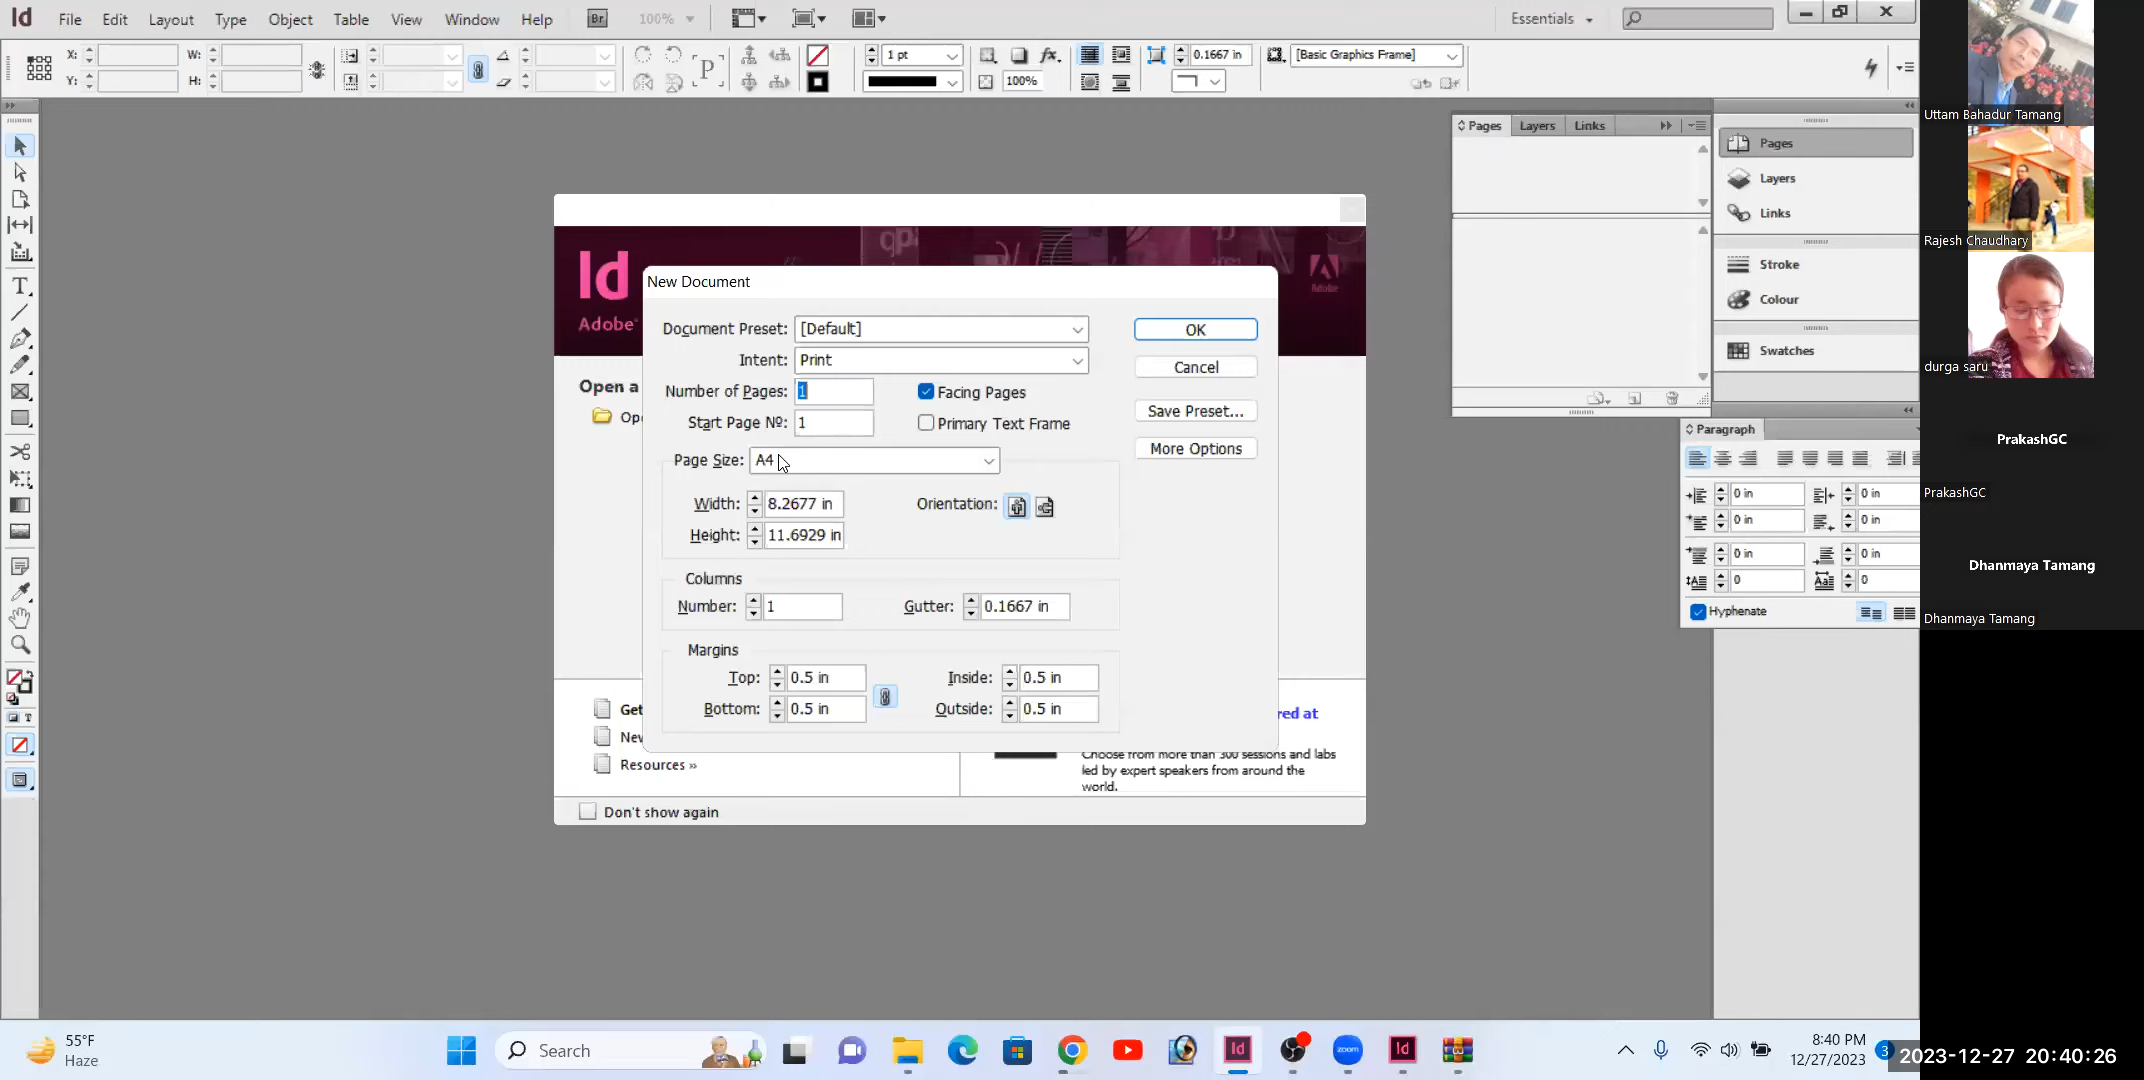 Id File Edit Layout Type Object Table View Window Help Br 100% Essentials
X: W: 1 pt 0.1667 in [Basic Graphics Frame]
Y: H: P 100%
Pages Layers Links
Pages
Layers
Links
Stroke
Colour
Swatches
Paragraph
0 in 0 in
0 in 0 in
0 in 0 in
0 0
Hyphenate
Id
Adobe
Adobe
Open a
New Document
Document Preset: [Default]
Intent: Print
Number of Pages: 1 Facing Pages
Start Page Nº: 1 Primary Text Frame
Page Size: A4
Width: 8.2677 in Orientation:
Height: 11.6929 in
Columns
Number: 1 Gutter: 0.1667 in
Margins
Top: 0.5 in Inside: 0.5 in
Bottom: 0.5 in Outside: 0.5 in
OK
Cancel
Save Preset...
More Options
Resources »
Choose from more than 300 sessions and labs
led by expert speakers from around the
world.
Don't show again
Uttam Bahadur Tamang
Rajesh Chaudhary
durga saru
PrakashGC
PrakashGC
Dhanmaya Tamang
Dhanmaya Tamang
55°F
Haze
Search
zoom
8:40 PM
12/27/2023
3
2023-12-27 20:40:26